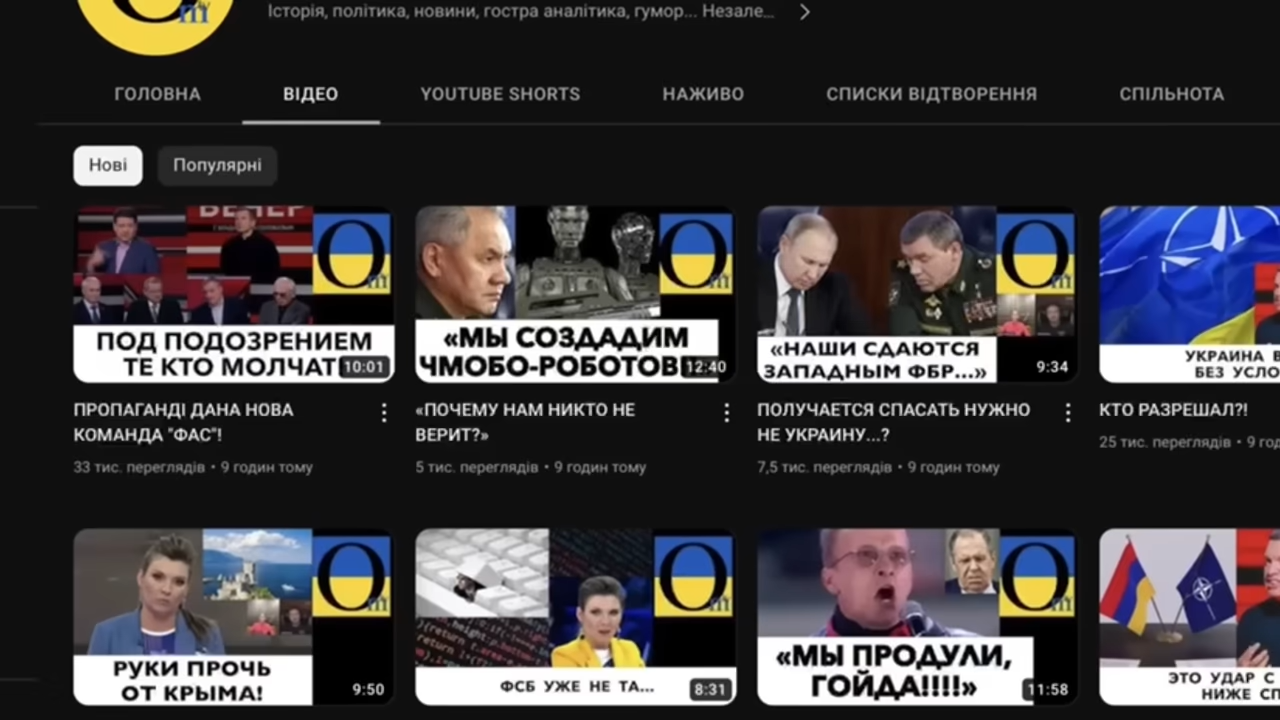 Історія, політика, новини, гостра аналітика, гумор... Незале...
ГОЛОВНА
ВІДЕО
YOUTUBE SHORTS
НАЖИВО
СПИСКИ ВІДТВОРЕННЯ
СПІЛЬНОТА
Нові
Популярні
ПОД ПОДОЗРЕНИЕМ
ТЕ КТО МОЛЧАТ
10:01
«МЫ СОЗДАДИМ
ЧМОБО-РОБОТОВ
12:40
«НАШИ СДАЮТСЯ
ЗАПАДНЫМ ФБР...»
9:34
УКРАИНА В
БЕЗ УСЛО
ПРОПАГАНДІ ДАНА НОВА
КОМАНДА "ФАС"!
33 тис. переглядів • 9 годин тому
«ПОЧЕМУ НАМ НИКТО НЕ
ВЕРИТ?»
5 тис. переглядів • 9 годин тому
ПОЛУЧАЕТСЯ СПАСАТЬ НУЖНО
НЕ УКРАИНУ...?
7,5 тис. переглядів • 9 годин тому
КТО РАЗРЕШАЛ?!
25 тис. переглядів • 9 год
РУКИ ПРОЧЬ
ОТ КРЫМА!
9:50
ФСБ УЖЕ НЕ ТА...
8:31
«МЫ ПРОДУЛИ,
ГОЙДА!!!!»
11:58
ЭТО УДАР С
НИЖЕ СП